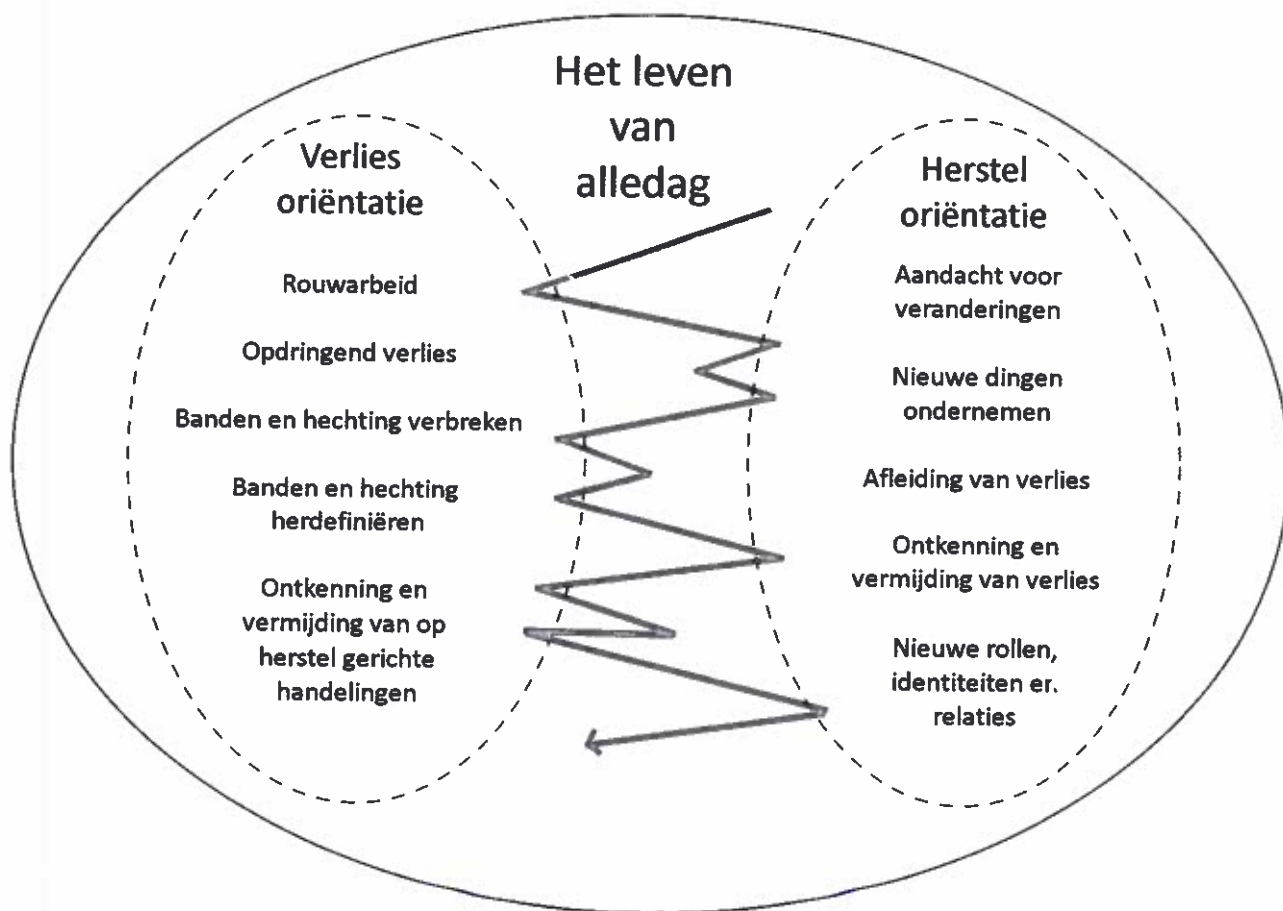 Het leven
van
alledag
Verlies
oriëntatie
Rouwarbeid
Opdringend verlies
Banden en hechting verbreken
Banden en hechting
herdefiniëren
Ontkenning en
vermijding van op
herstel gerichte
handelingen
Herstel
oriëntatie
Aandacht voor
veranderingen
Nieuwe dingen
ondernemen
Afleiding van verlies
Ontkenning en
vermijding van verlies
Nieuwe rollen,
identiteiten er.
relaties